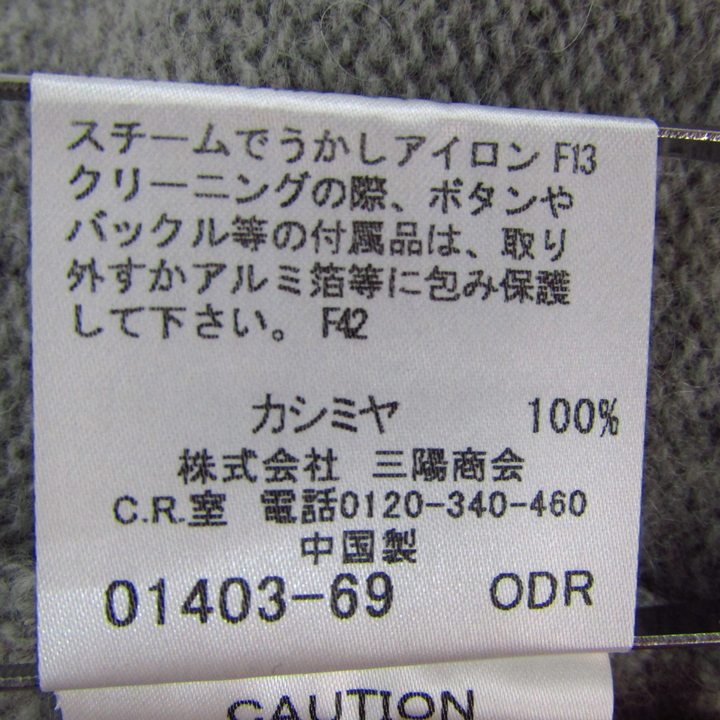 スチームでうかしアイロン F13
クリーニングの際、ボタンや
バックル等の付属品は、取り
外すかアルミ箔等に包み保護
して下さい。 F42
カシミヤ 100%
株式会社 三陽商会
C.R.室 電話0120-340-460
中国製
01403-69 ODR
CAUTION